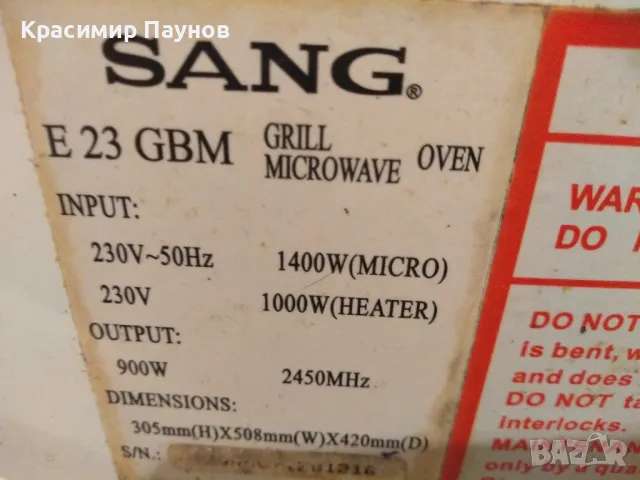 Красимир Паунов
SANG®
E 23 GBM GRILL MICROWAVE OVEN
INPUT:
230V~50Hz 1400W(MICRO)
230V 1000W(HEATER)
OUTPUT:
900W 2450MHz
DIMENSIONS:
305mm(H)X508mm(W)X420mm(D)
S/N.:
DO
DO NOT
is bent, 
and does
DO NOT
interlocks.
only by a
bazar